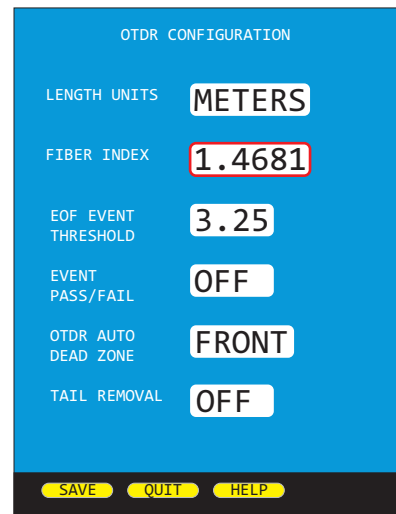 OTDR CONFIGURATION
LENGTH UNITS METERS
FIBER INDEX 1.4681
EOF EVENT
THRESHOLD 3.25
EVENT
PASS/FAIL OFF
OTDR AUTO
DEAD ZONE FRONT
TAIL REMOVAL OFF
SAVE QUIT HELP